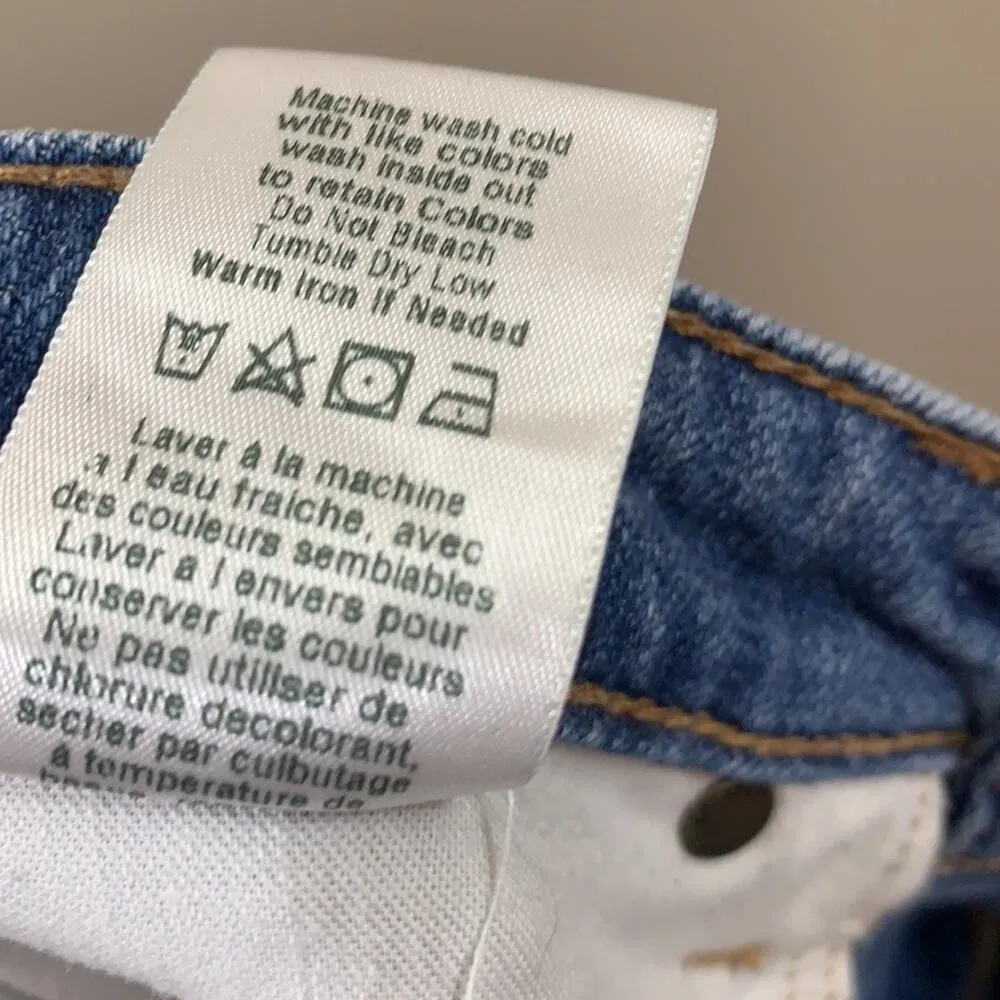 Machine wash cold
with like colors
wash inside out
to retain Colors
Do Not Bleach
Tumble Dry Low
Warm Iron If Needed
Laver à la machine
à l eau fraiche, avec
des couleurs semblables
Laver a l envers pour
conserver les couleurs
Ne pas utiliser de
chlorure decolorant,
secher par culbutage
à temperature de